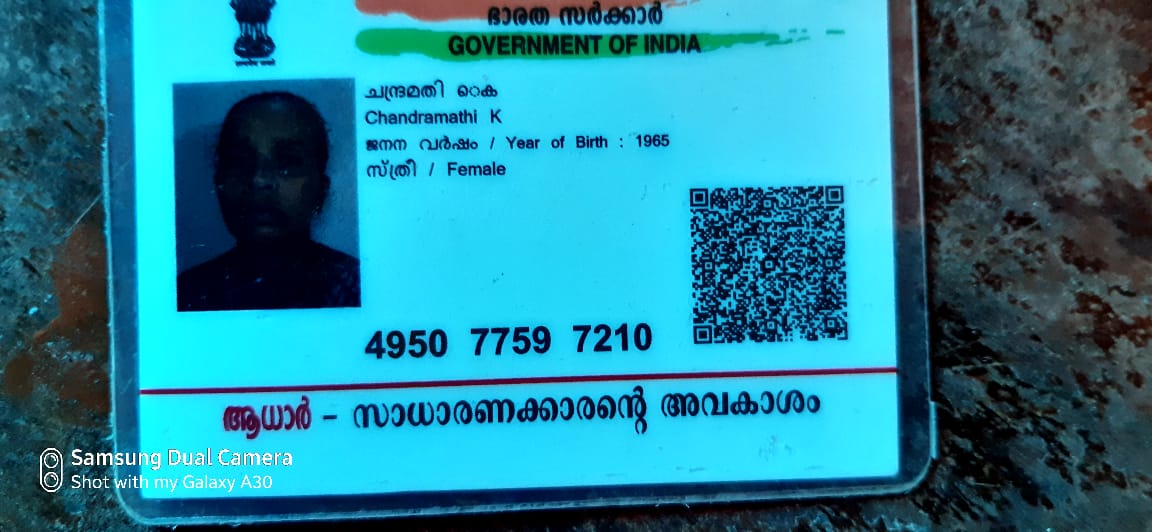 ഭാരത സർക്കാർ
GOVERNMENT OF INDIA
ചന്ദ്രമതി െക
Chandramathi K
ജനന വർഷം / Year of Birth : 1965
സ്ത്രീ / Female
4950 7759 7210
ആധാർ - സാധാരണക്കാരന്റെ അവകാശം
Samsung Dual Camera
Shot with my Galaxy A30